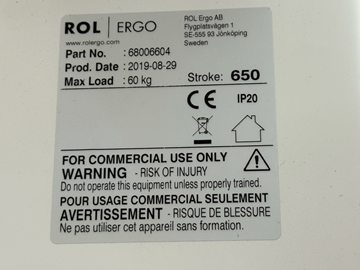 ROL | ERGO
www.rolergo.com
ROL Ergo AB
Flygplatsvägen 1
SE-555 93 Jönköping
Sweden
Part No. : 68006604
Prod. Date : 2019-08-29
Max Load : 60 kg
Stroke: 650
CE IP20
FOR COMMERCIAL USE ONLY
WARNING - RISK OF INJURY
Do not operate this equipment unless properly trained.
POUR USAGE COMMERCIAL SEULEMENT
AVERTISSEMENT - RISQUE DE BLESSURE
Ne pas utiliser cet appareil sans formation.